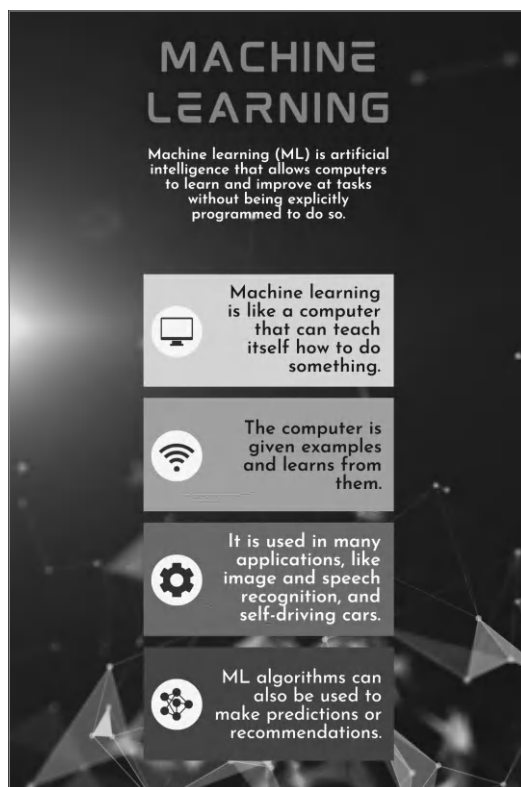 MACHINE
LEARNING
Machine learning (ML) is artificial
intelligence that allows computers
to learn and improve at tasks
without being explicitly
programmed to do so.
Machine learning
is like a computer
that can teach
itself how to do
something.
The computer is
given examples
and learns from
them.
It is used in many
applications, like
image and speech
recognition, and
self-driving cars.
ML algorithms can
also be used to
make predictions or
recommendations.